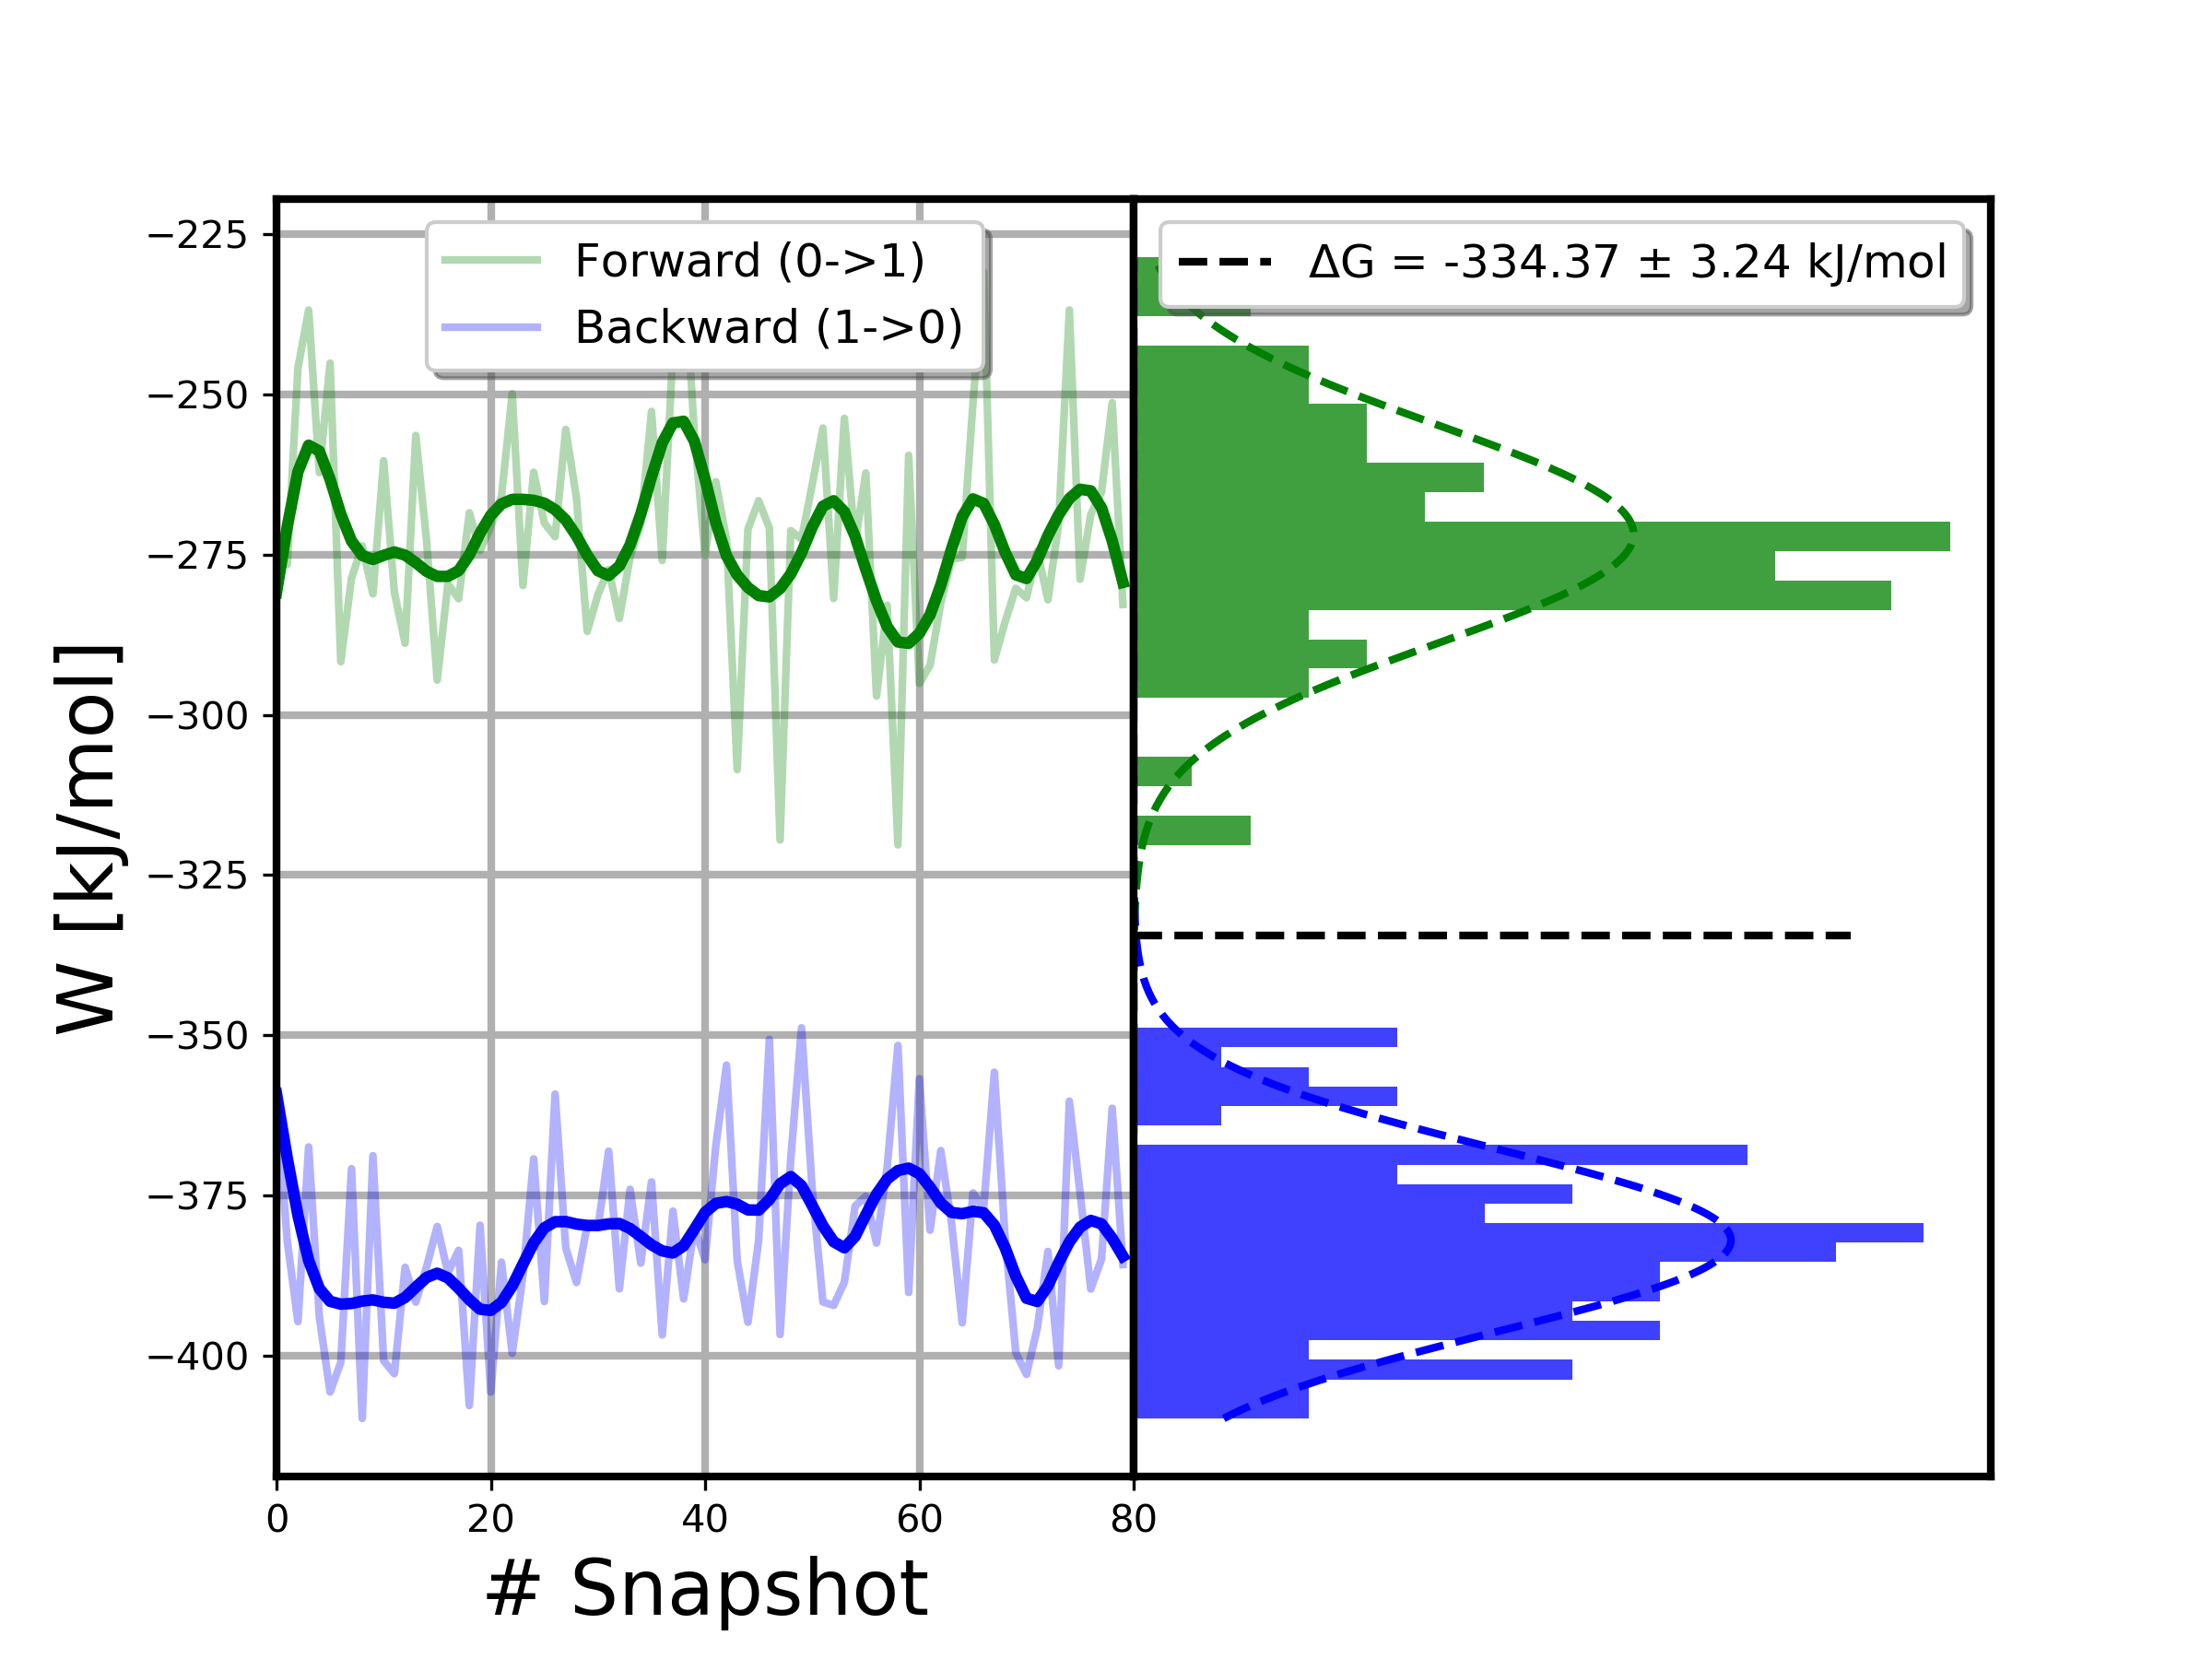 Forward (0->1)
Backward (1->0)
ΔG = -334.37 ± 3.24 kJ/mol
W [kJ/mol]
−225
−250
−275
−300
−325
−350
−375
−400
0 20 40 60 80
# Snapshot